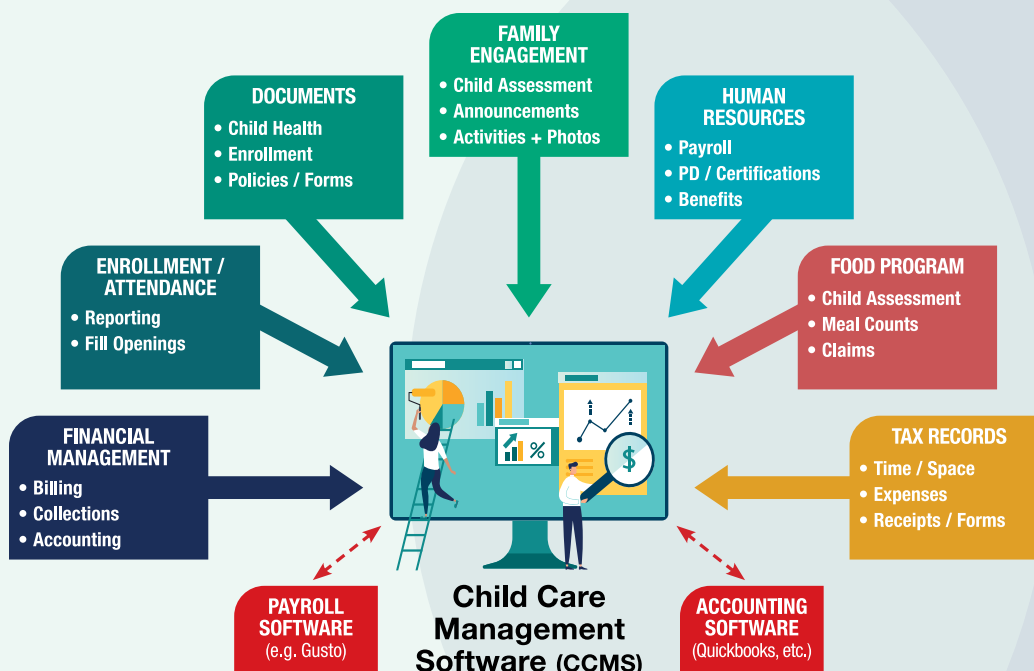 FAMILY
ENGAGEMENT
• Child Assessment
• Announcements
• Activities + Photos
DOCUMENTS
• Child Health
• Enrollment
• Policies / Forms
HUMAN
RESOURCES
• Payroll
• PD / Certifications
• Benefits
ENROLLMENT /
ATTENDANCE
• Reporting
• Fill Openings
FOOD PROGRAM
• Child Assessment
• Meal Counts
• Claims
FINANCIAL
MANAGEMENT
• Billing
• Collections
• Accounting
TAX RECORDS
• Time / Space
• Expenses
• Receipts / Forms
%
$
PAYROLL
SOFTWARE
(e.g. Gusto)
Child Care
Management
Software (CCMS)
ACCOUNTING
SOFTWARE
(Quickbooks, etc.)